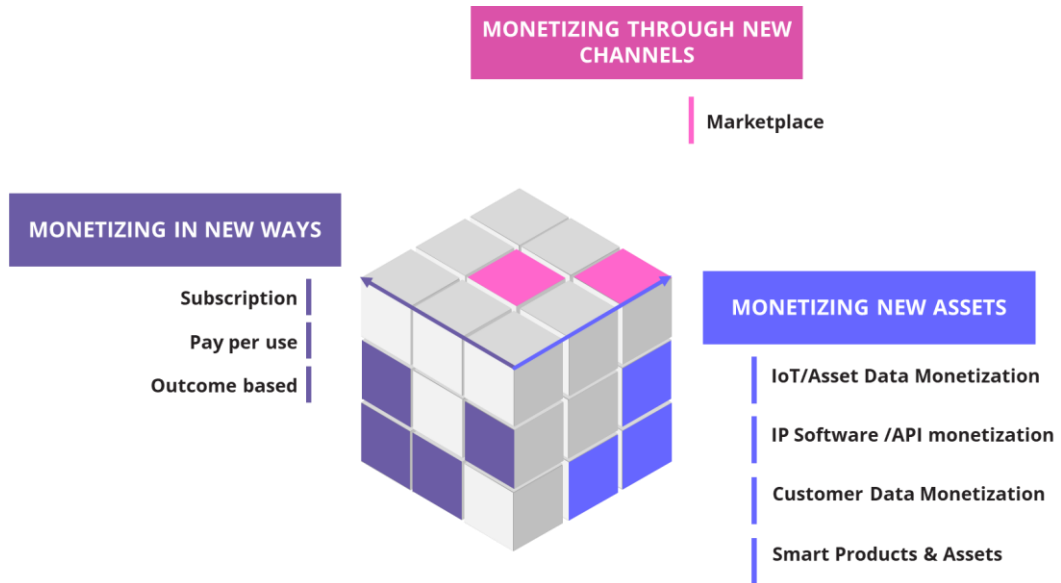 MONETIZING THROUGH NEW
CHANNELS
Marketplace
MONETIZING IN NEW WAYS
Subscription
Pay per use
Outcome based
MONETIZING NEW ASSETS
IoT/Asset Data Monetization
IP Software /API monetization
Customer Data Monetization
Smart Products & Assets